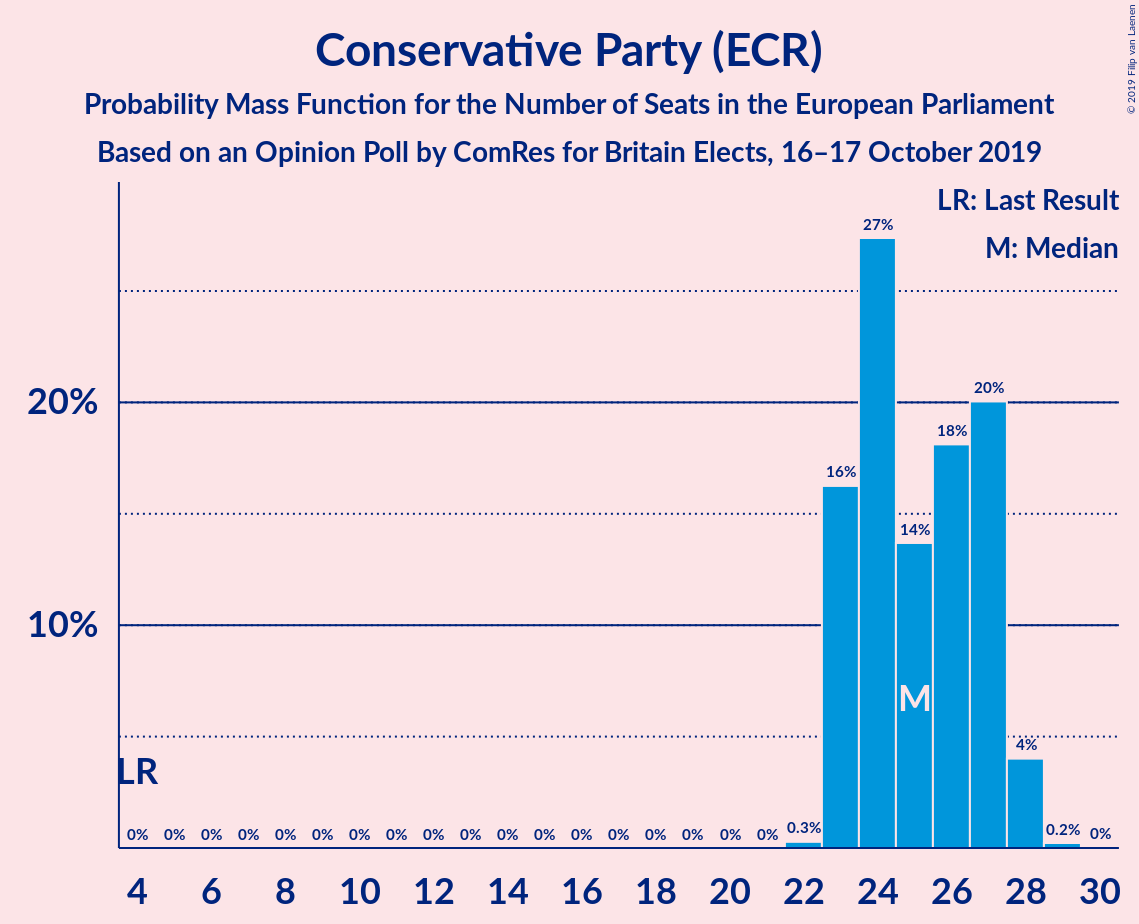 Conservative Party (ECR)
Probability Mass Function for the Number of Seats in the European Parliament
Based on an Opinion Poll by ComRes for Britain Elects, 16–17 October 2019
© 2019 Filip van Laenen
LR: Last Result
M: Median
27%
20%
20%
18%
16%
14%
10%
M
4%
LR
0% 0% 0% 0% 0% 0% 0% 0% 0% 0% 0% 0% 0% 0% 0% 0% 0% 0% 0.3% 0.2% 0%
4 6 8 10 12 14 16 18 20 22 24 26 28 30